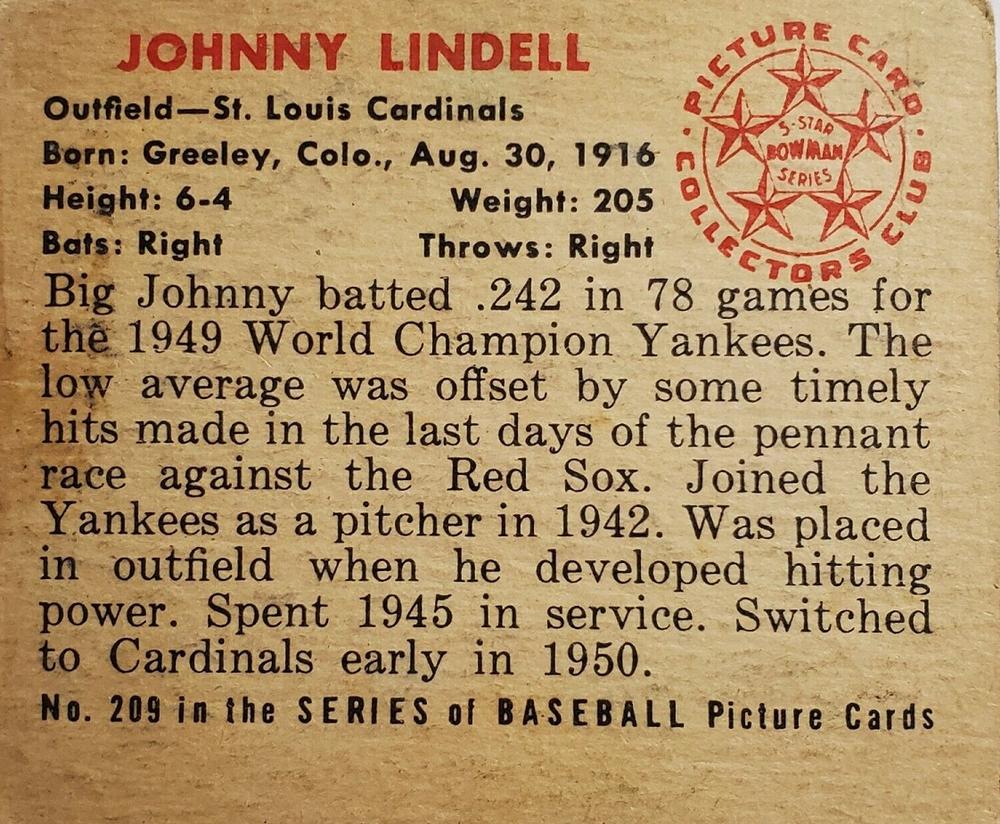 JOHNNY LINDELL
Outfield—St. Louis Cardinals
Born: Greeley, Colo., Aug. 30, 1916
Height: 6-4 Weight: 205
Bats: Right Throws: Right
PICTURE CARD
COLLECTORS CLUB
5-STAR
BOWMAN
SERIES
Big Johnny batted .242 in 78 games for
the 1949 World Champion Yankees. The
low average was offset by some timely
hits made in the last days of the pennant
race against the Red Sox. Joined the
Yankees as a pitcher in 1942. Was placed
in outfield when he developed hitting
power. Spent 1945 in service. Switched
to Cardinals early in 1950.
No. 209 in the SERIES of BASEBALL Picture Cards